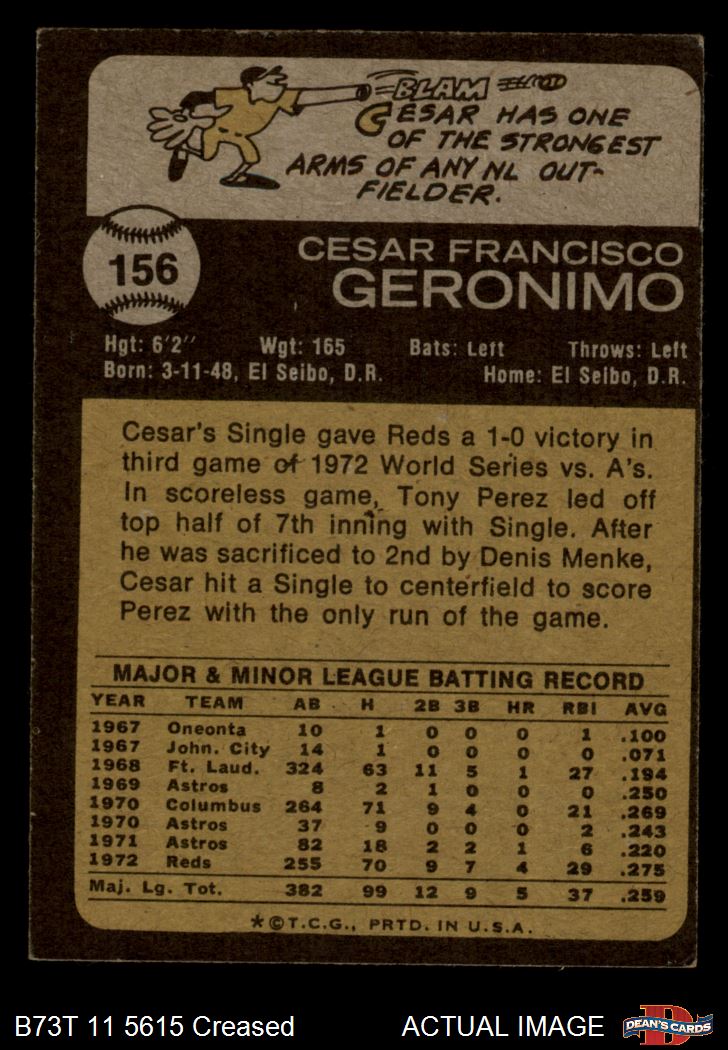 BLAM
CESAR HAS ONE
OF THE STRONGEST
ARMS OF ANY NL OUT-
FIELDER.
156
CESAR FRANCISCO
GERONIMO
Hgt: 6'2" Wgt: 165 Bats: Left Throws: Left
Born: 3-11-48, El Seibo, D.R. Home: El Seibo, D.R.
Cesar's Single gave Reds a 1-0 victory in
third game of 1972 World Series vs. A's.
In scoreless game, Tony Perez led off
top half of 7th inning with Single. After
he was sacrificed to 2nd by Denis Menke,
Cesar hit a Single to centerfield to score
Perez with the only run of the game.
MAJOR & MINOR LEAGUE BATTING RECORD
YEAR TEAM AB H 2B 3B HR RBI AVG
1967 Oneonta 10 1 0 0 0 1 .100
1967 John. City 14 1 0 0 0 0 .071
1968 Ft. Laud. 324 63 11 5 1 27 .194
1969 Astros 8 2 1 0 0 0 .250
1970 Columbus 264 71 9 4 0 21 .269
1970 Astros 37 9 0 0 0 2 .243
1971 Astros 82 18 2 2 1 6 .220
1972 Reds 255 70 9 7 4 29 .275
Maj. Lg. Tot. 382 99 12 9 5 37 .259
*©T.C.G., PRTD. IN U.S.A.
B73T 11 5615 Creased ACTUAL IMAGE DEAN'S CARDS